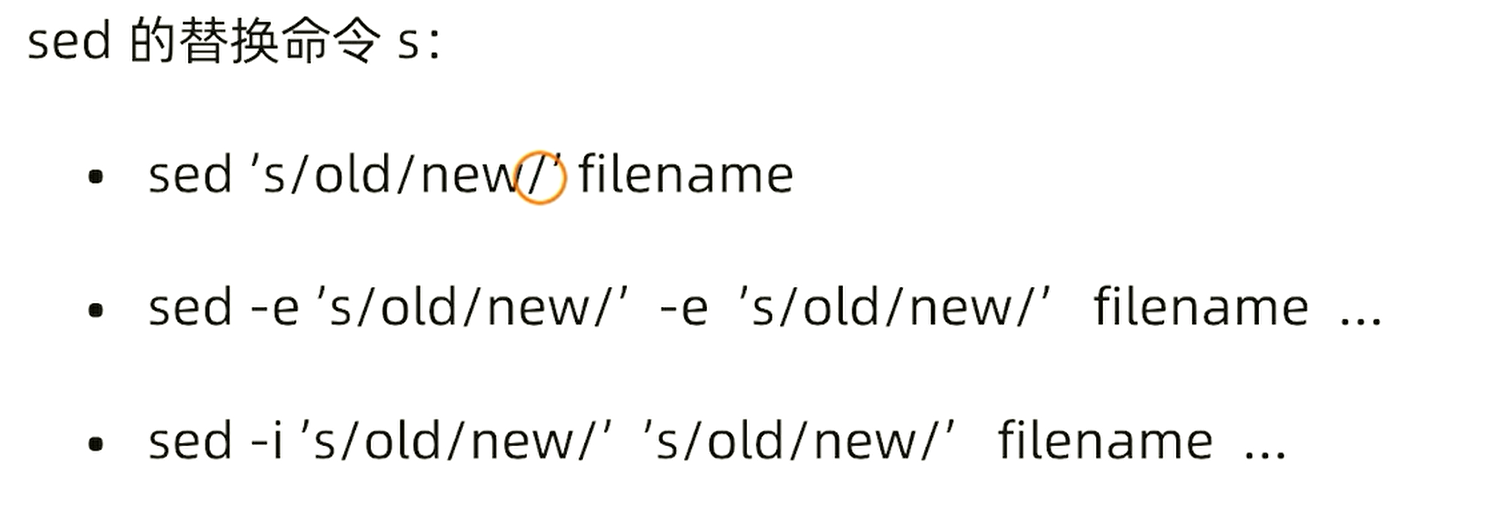 sed 的替换命令 s：
• sed ’s/old/new/’ filename
• sed -e ’s/old/new/’ -e ’s/old/new/’ filename ...
• sed -i ’s/old/new/’ ’s/old/new/’ filename ...